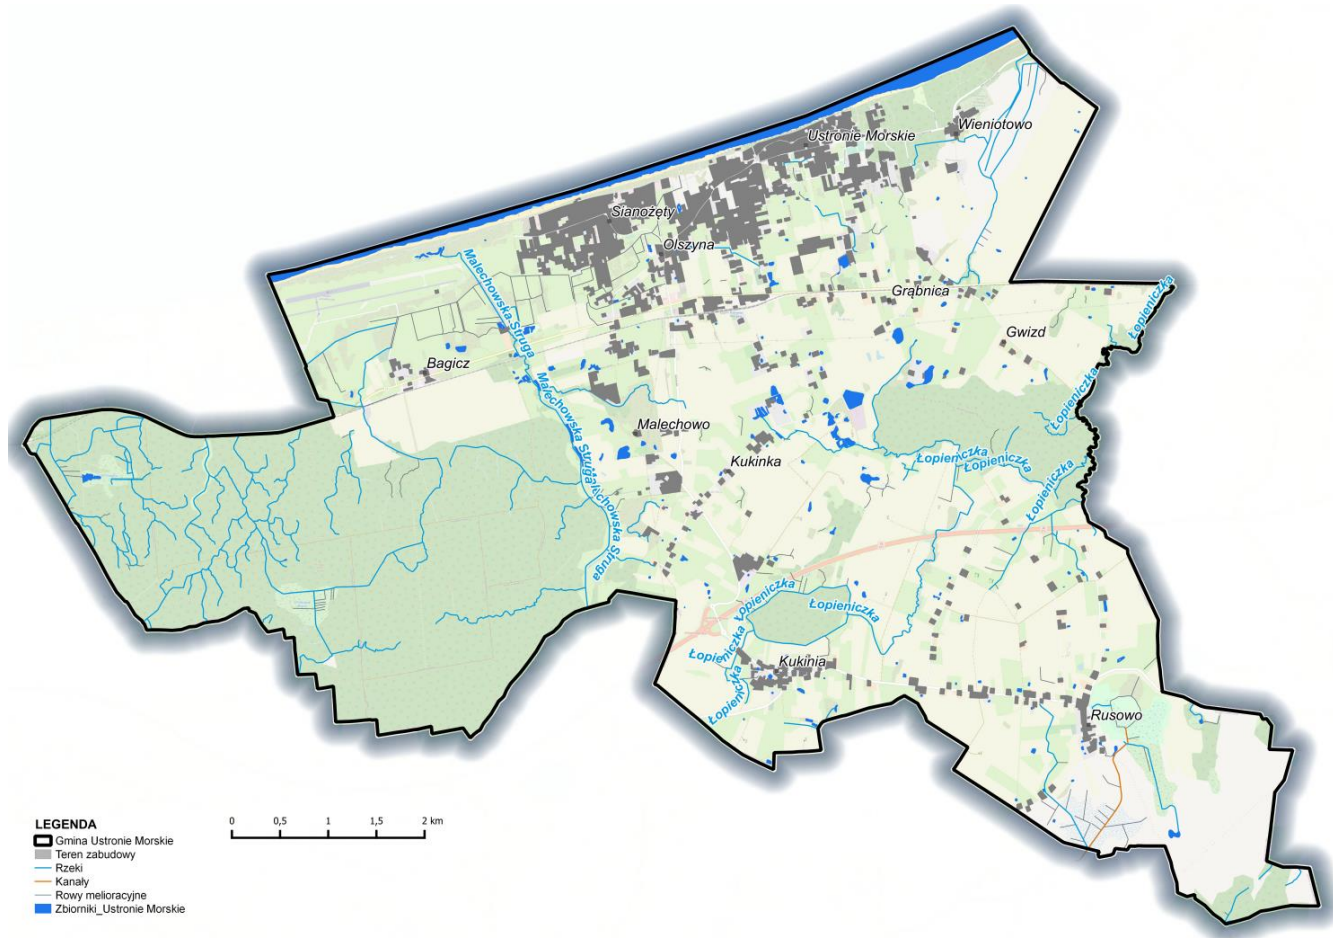 Wieniotowo
Ustronie Morskie
Sianożęty
Olszyna
Malechowska Struga
Grąbnica
Łopieniczka
Gwizd
Bagicz
Łopieniczka
Malechowska Struga
Malechowo
Kukinka
Łopieniczka
Łopieniczka
Łopieniczka
Malechowska Struga
Łopieniczka
Łopieniczka
Łopieniczka
Kukinia
Łopieniczka
Rusowo
LEGENDA
Gmina Ustronie Morskie
Teren zabudowy
Rzeki
Kanały
Rowy melioracyjne
Zbiorniki_Ustronie Morskie
0 0,5 1 1,5 2 km